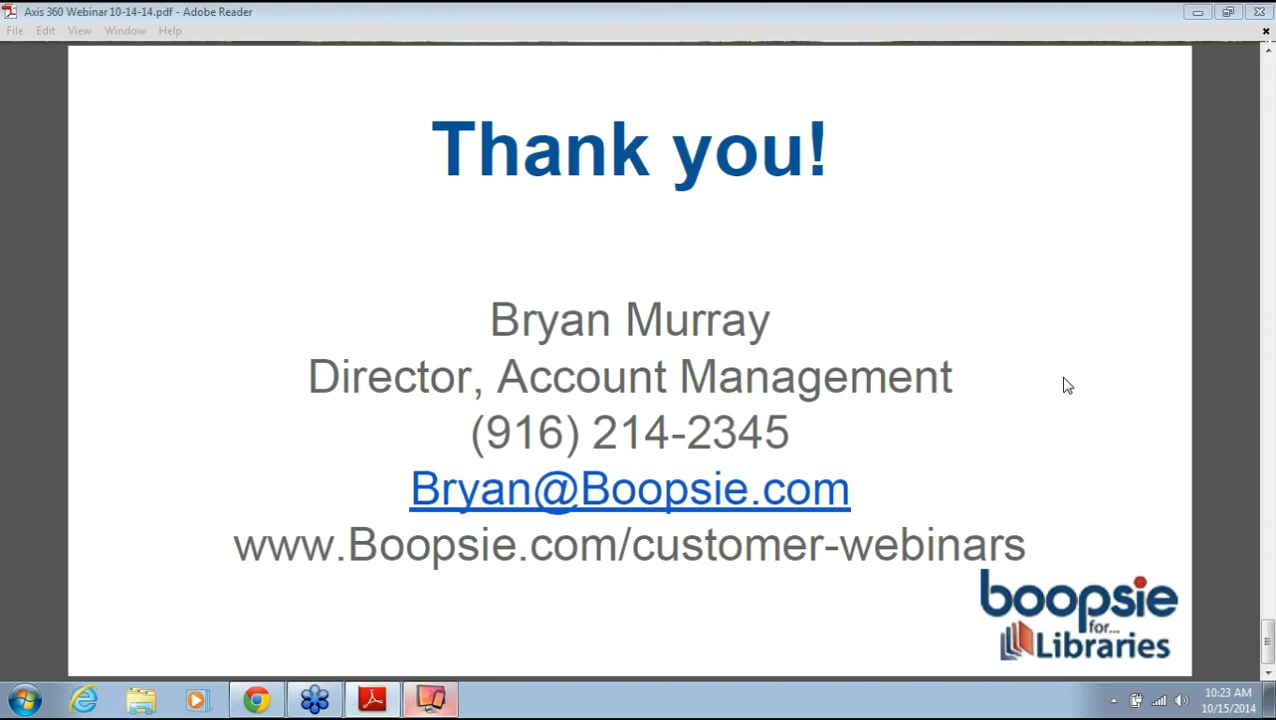 Axis 360 Webinar 10-14-14.pdf - Adobe Reader
File Edit View Window Help
Thank you!
Bryan Murray
Director, Account Management
(916) 214-2345
Bryan@Boopsie.com
www.Boopsie.com/customer-webinars
boopsie
for...
Libraries
10:23 AM
10/15/2014